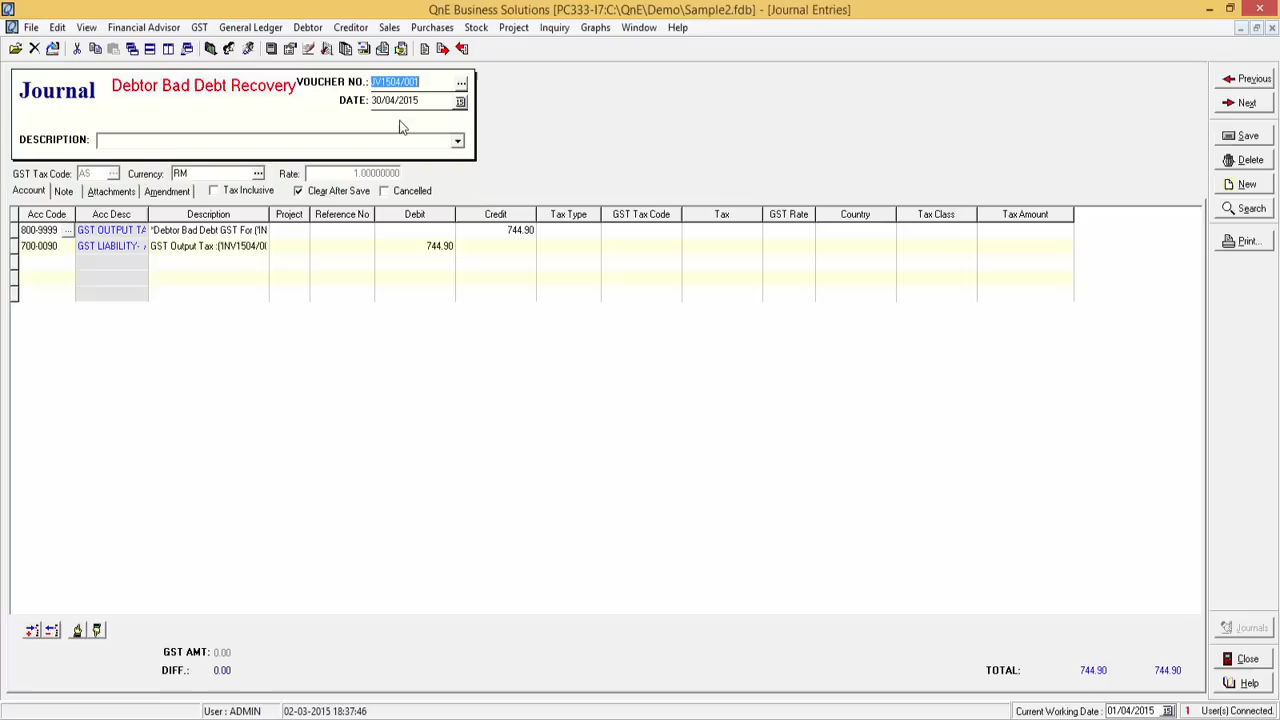 QnE Business Solutions [PC333-I7:C:\QnE\Demo\Sample2.fdb] - [Journal Entries]
File Edit View Financial Advisor GST General Ledger Debtor Creditor Sales Purchases Stock Project Inquiry Graphs Window Help
Journal
Debtor Bad Debt Recovery
VOUCHER NO.: JV1504/001
DATE: 30/04/2015
DESCRIPTION:
GST Tax Code: AS Currency: RM Rate: 1.00000000
Account Note Attachments Amendment Tax Inclusive Clear After Save Cancelled
Acc Code Acc Desc Description Project Reference No Debit Credit Tax Type GST Tax Code Tax GST Rate Country Tax Class Tax Amount
800-9999 ... GST OUTPUT TA *Debtor Bad Debt GST For ('IN 744.90
700-0090 GST LIABILITY- GST Output Tax :('INV1504/0 744.90
Previous
Next
Save
Delete
New
Search
Print...
Journals
Close
Help
GST AMT: 0.00
DIFF.: 0.00
TOTAL: 744.90 744.90
User : ADMIN 02-03-2015 18:37:46 Current Working Date : 01/04/2015 1 User(s) Connected.